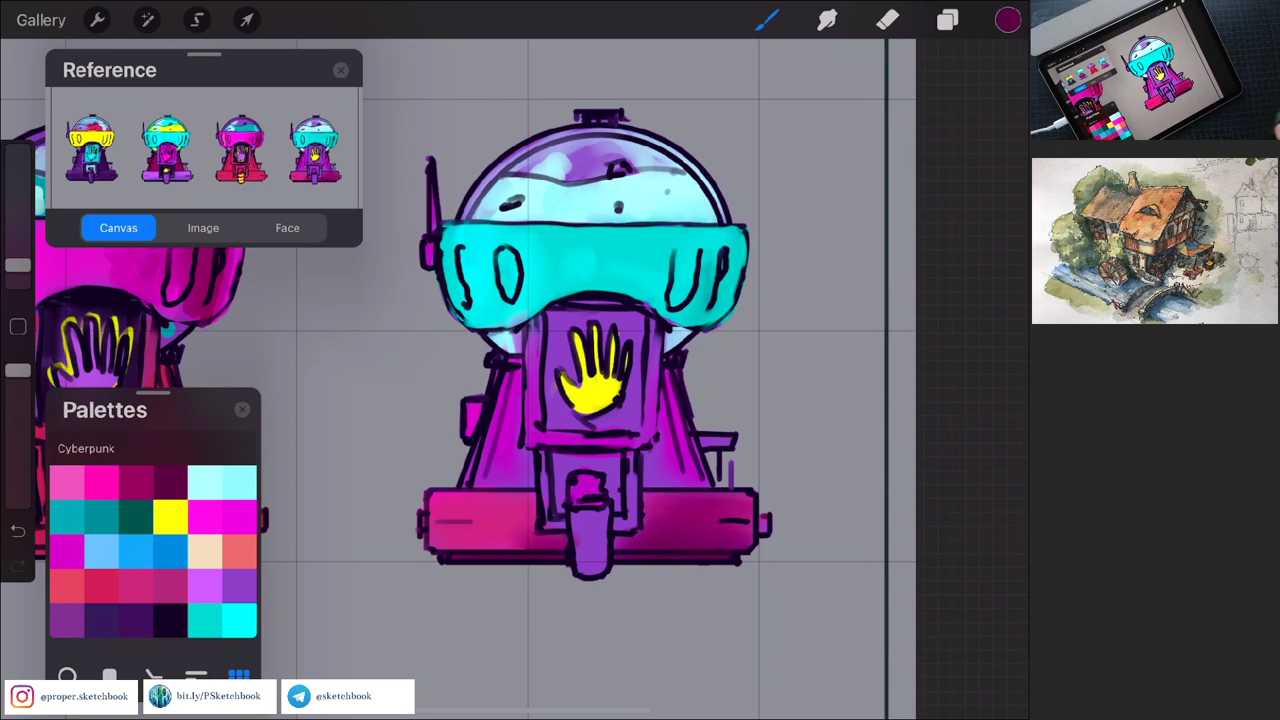 Gallery
Reference
Canvas
Image
Face
Palettes
Cyberpunk
@proper.sketchbook
bit.ly/PSketchbook
@sketchbook